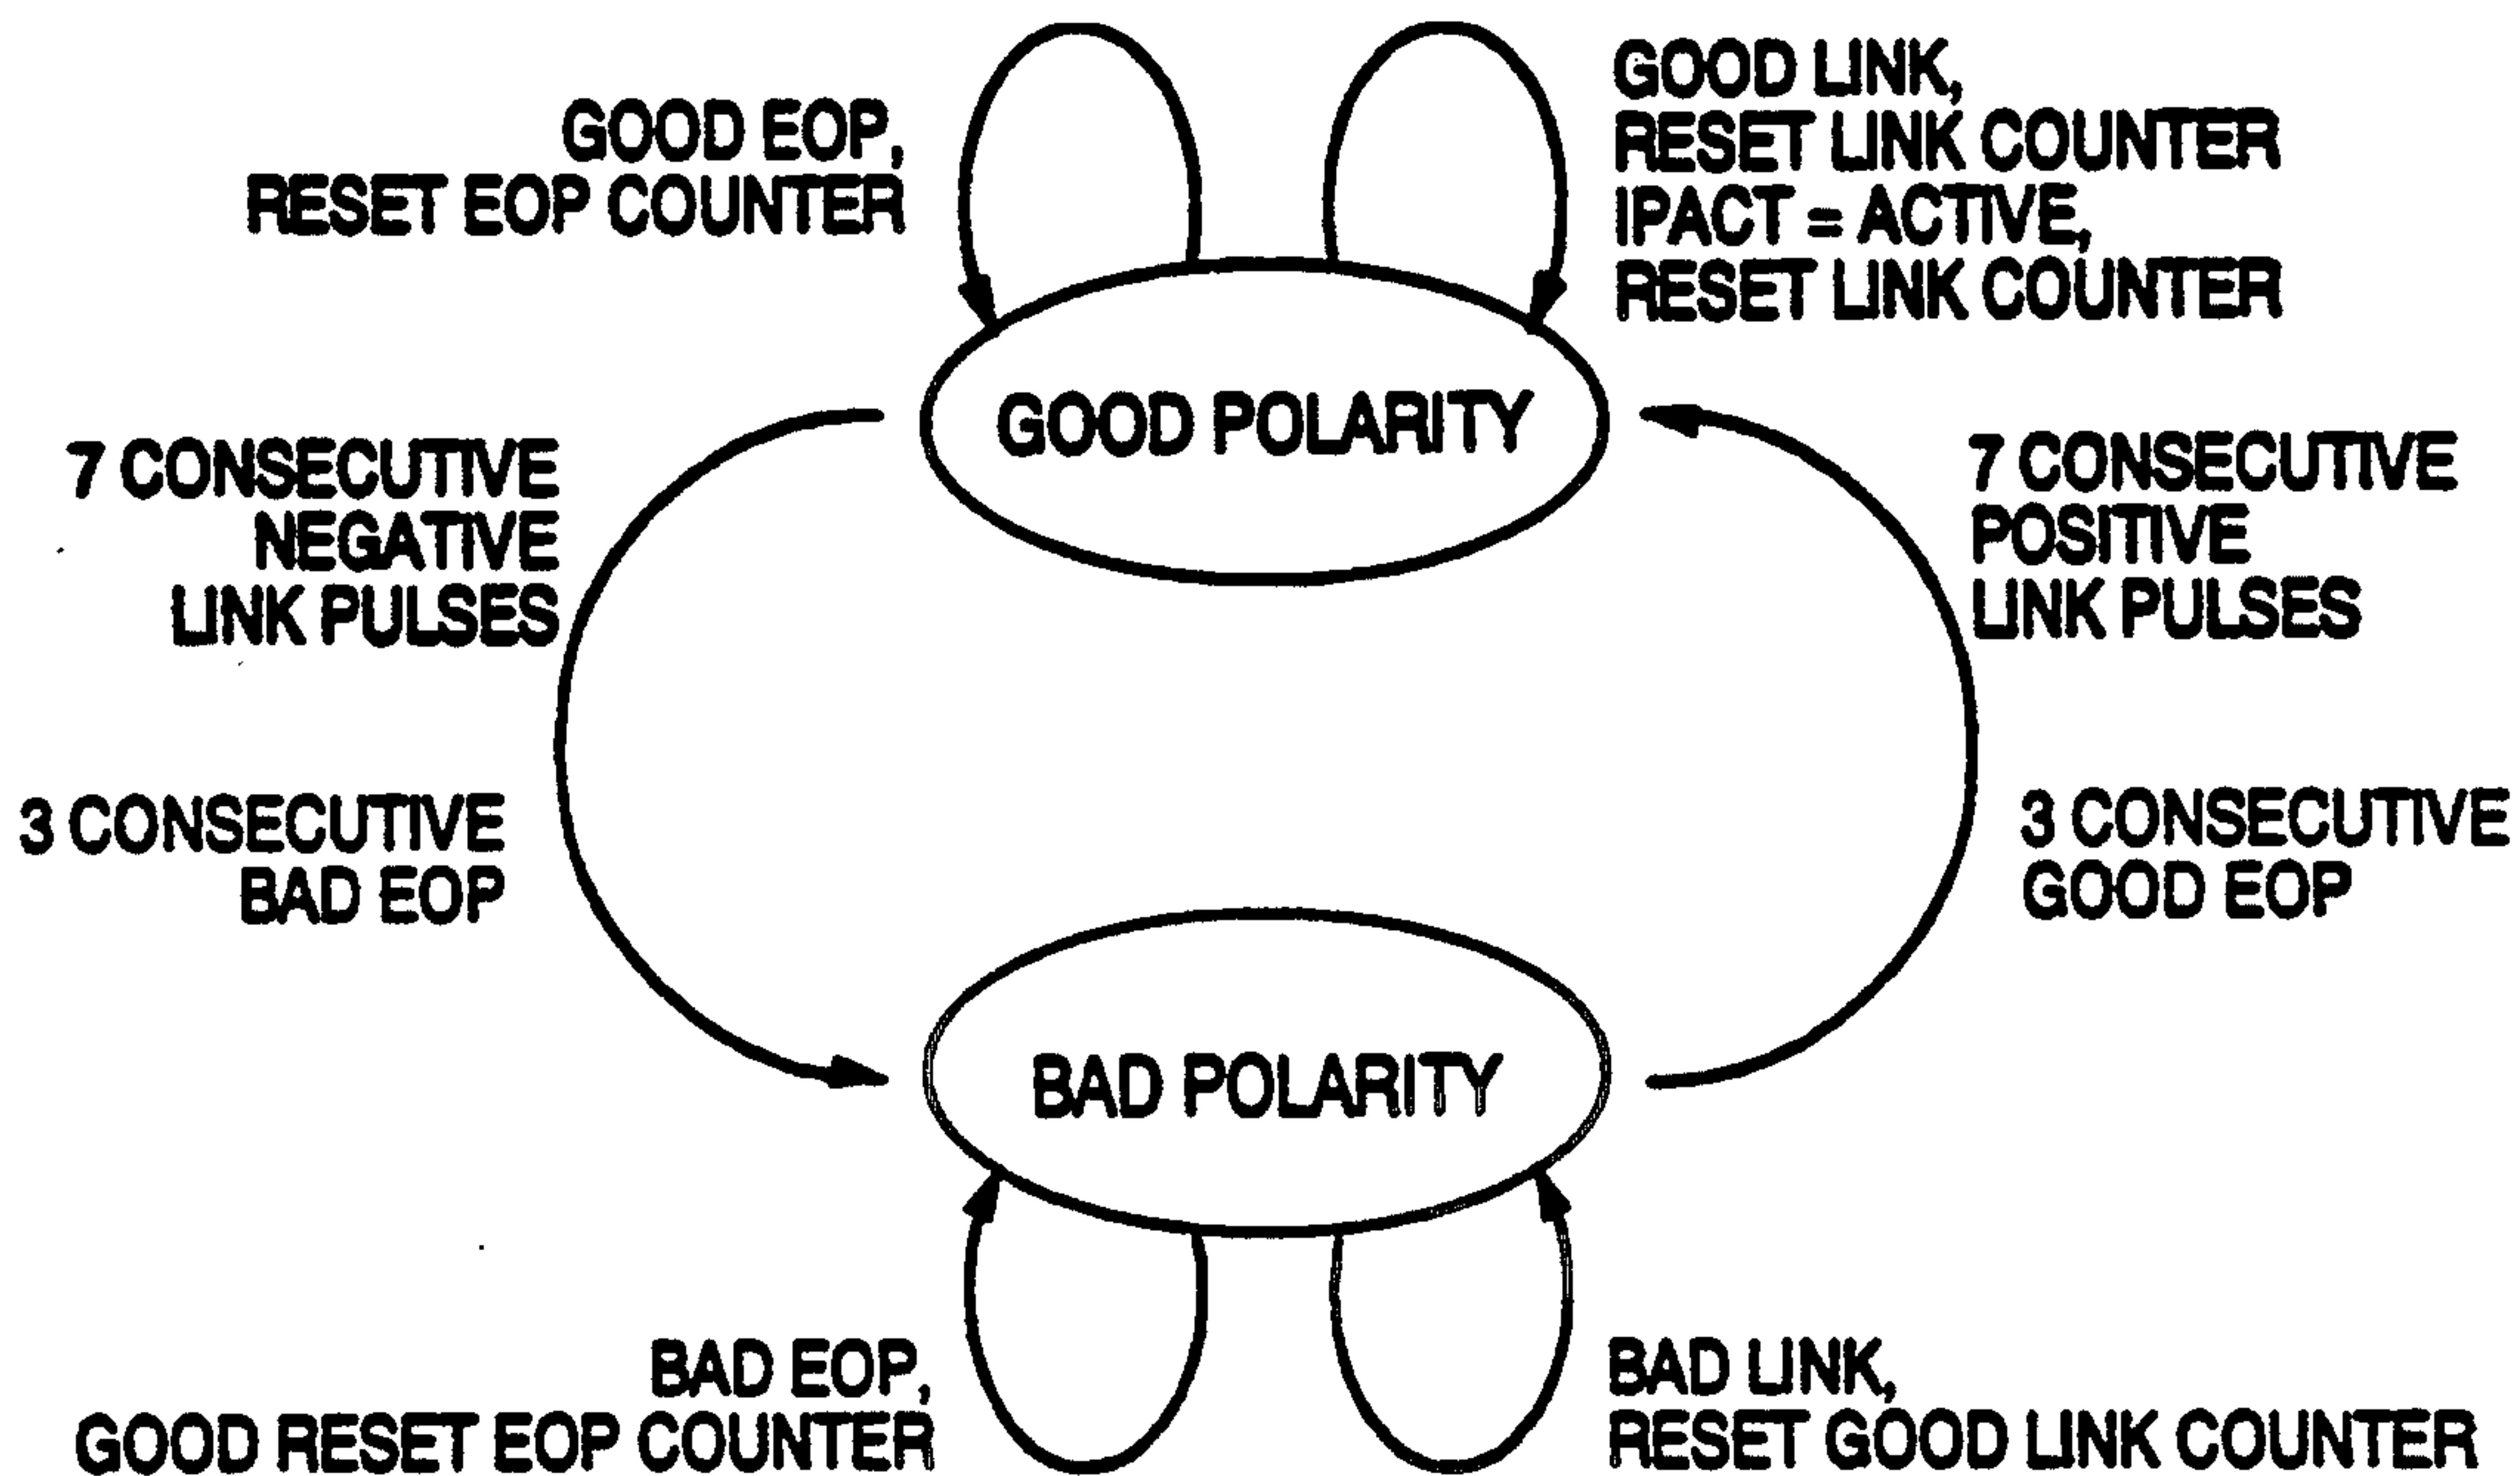 GOOD EOP,
RESET EOP COUNTER
GOOD LINK,
RESET LINK COUNTER
IPACT = ACTIVE,
RESET LINK COUNTER
GOOD POLARITY
7 CONSECUTIVE
NEGATIVE
LINK PULSES
7 CONSECUTIVE
POSITIVE
LINK PULSES
3 CONSECUTIVE
BAD EOP
3 CONSECUTIVE
GOOD EOP
BAD POLARITY
BAD EOP,
GOOD RESET EOP COUNTER
BAD LINK,
RESET GOOD LINK COUNTER